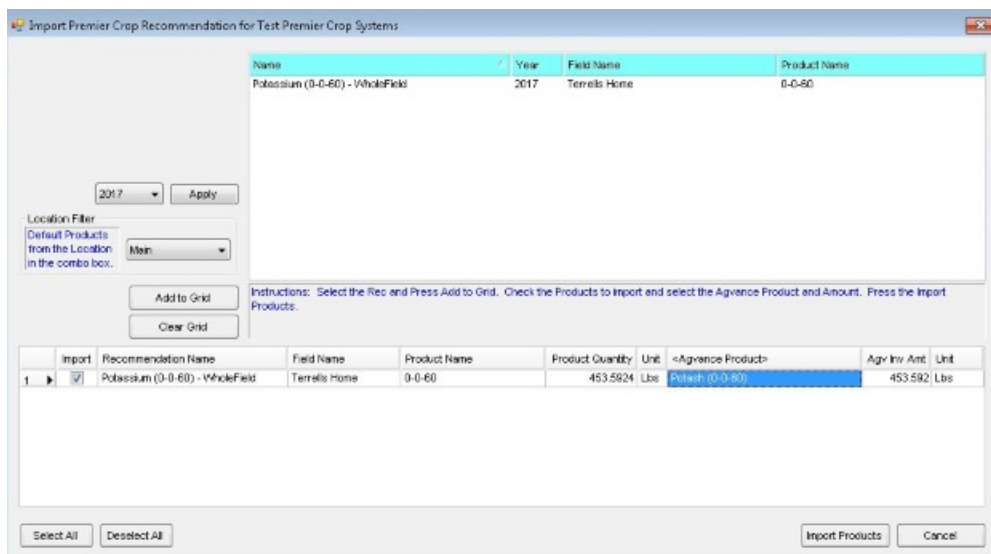 Import Premier Crop Recommendation for Test Premier Crop Systems
Name Year Field Name Product Name
Potassium (0-0-60) - WholeField 2017 Terrells Home 0-0-60
2017 Apply
Location Filter
Default Products
from the Location
in the combo box.
Main
Add to Grid
Clear Grid
Instructions: Select the Rec and Press Add to Grid. Check the Products to import and select the Agvance Product and Amount. Press the Import
Products.
Import Recommendation Name Field Name Product Name Product Quantity Unit <Agvance Product> Agv Inv Amt Unit
1 Potassium (0-0-60) - WholeField Terrells Home 0-0-60 453.5924 Lbs Potash (0-0-60) 453.592 Lbs
Select All Deselect All Import Products Cancel